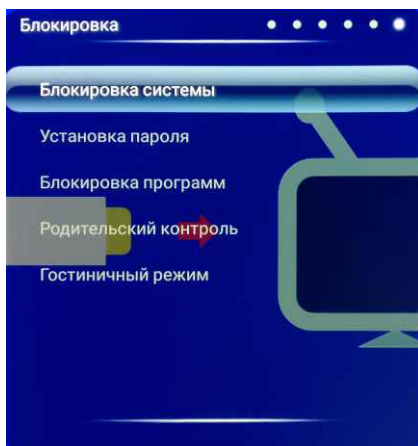 Блокировка
Блокировка системы
Установка пароля
Блокировка программ
Родительский контроль
Гостиничный режим